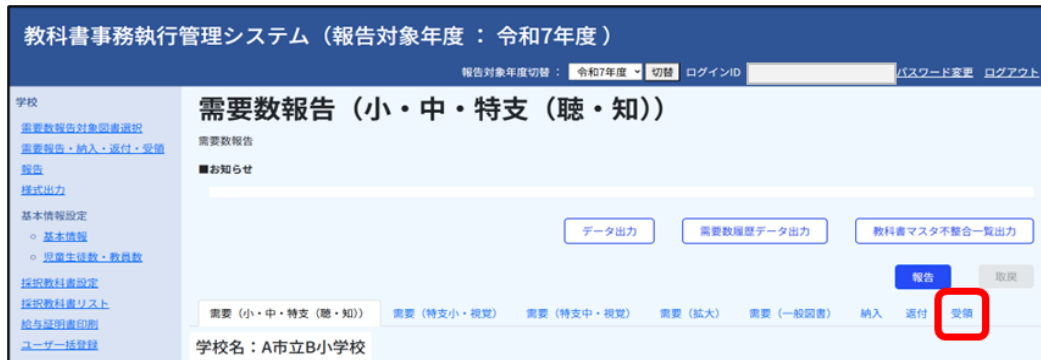 教科書事務執行管理システム（報告対象年度 ： 令和7年度 ）
報告対象年度切替 ： 令和7年度 切替 ログインID パスワード変更 ログアウト
学校
需要数報告対象図書選択
需要報告・納入・返付・受領
報告
様式出力
基本情報設定
基本情報
児童生徒数・教員数
採択教科書設定
採択教科書リスト
給与証明書印刷
ユーザー括登録
需要数報告（小・中・特支（聴・知））
需要数報告
■お知らせ
データ出力 需要数履歴データ出力 教科書マスタ不整合一覧出力
報告 取戻
需要（小・中・特支（聴・知）） 需要（特支小・視覚） 需要（特支中・視覚） 需要（拡大） 需要（一般図書） 納入 返付 受領
学校名：A市立B小学校